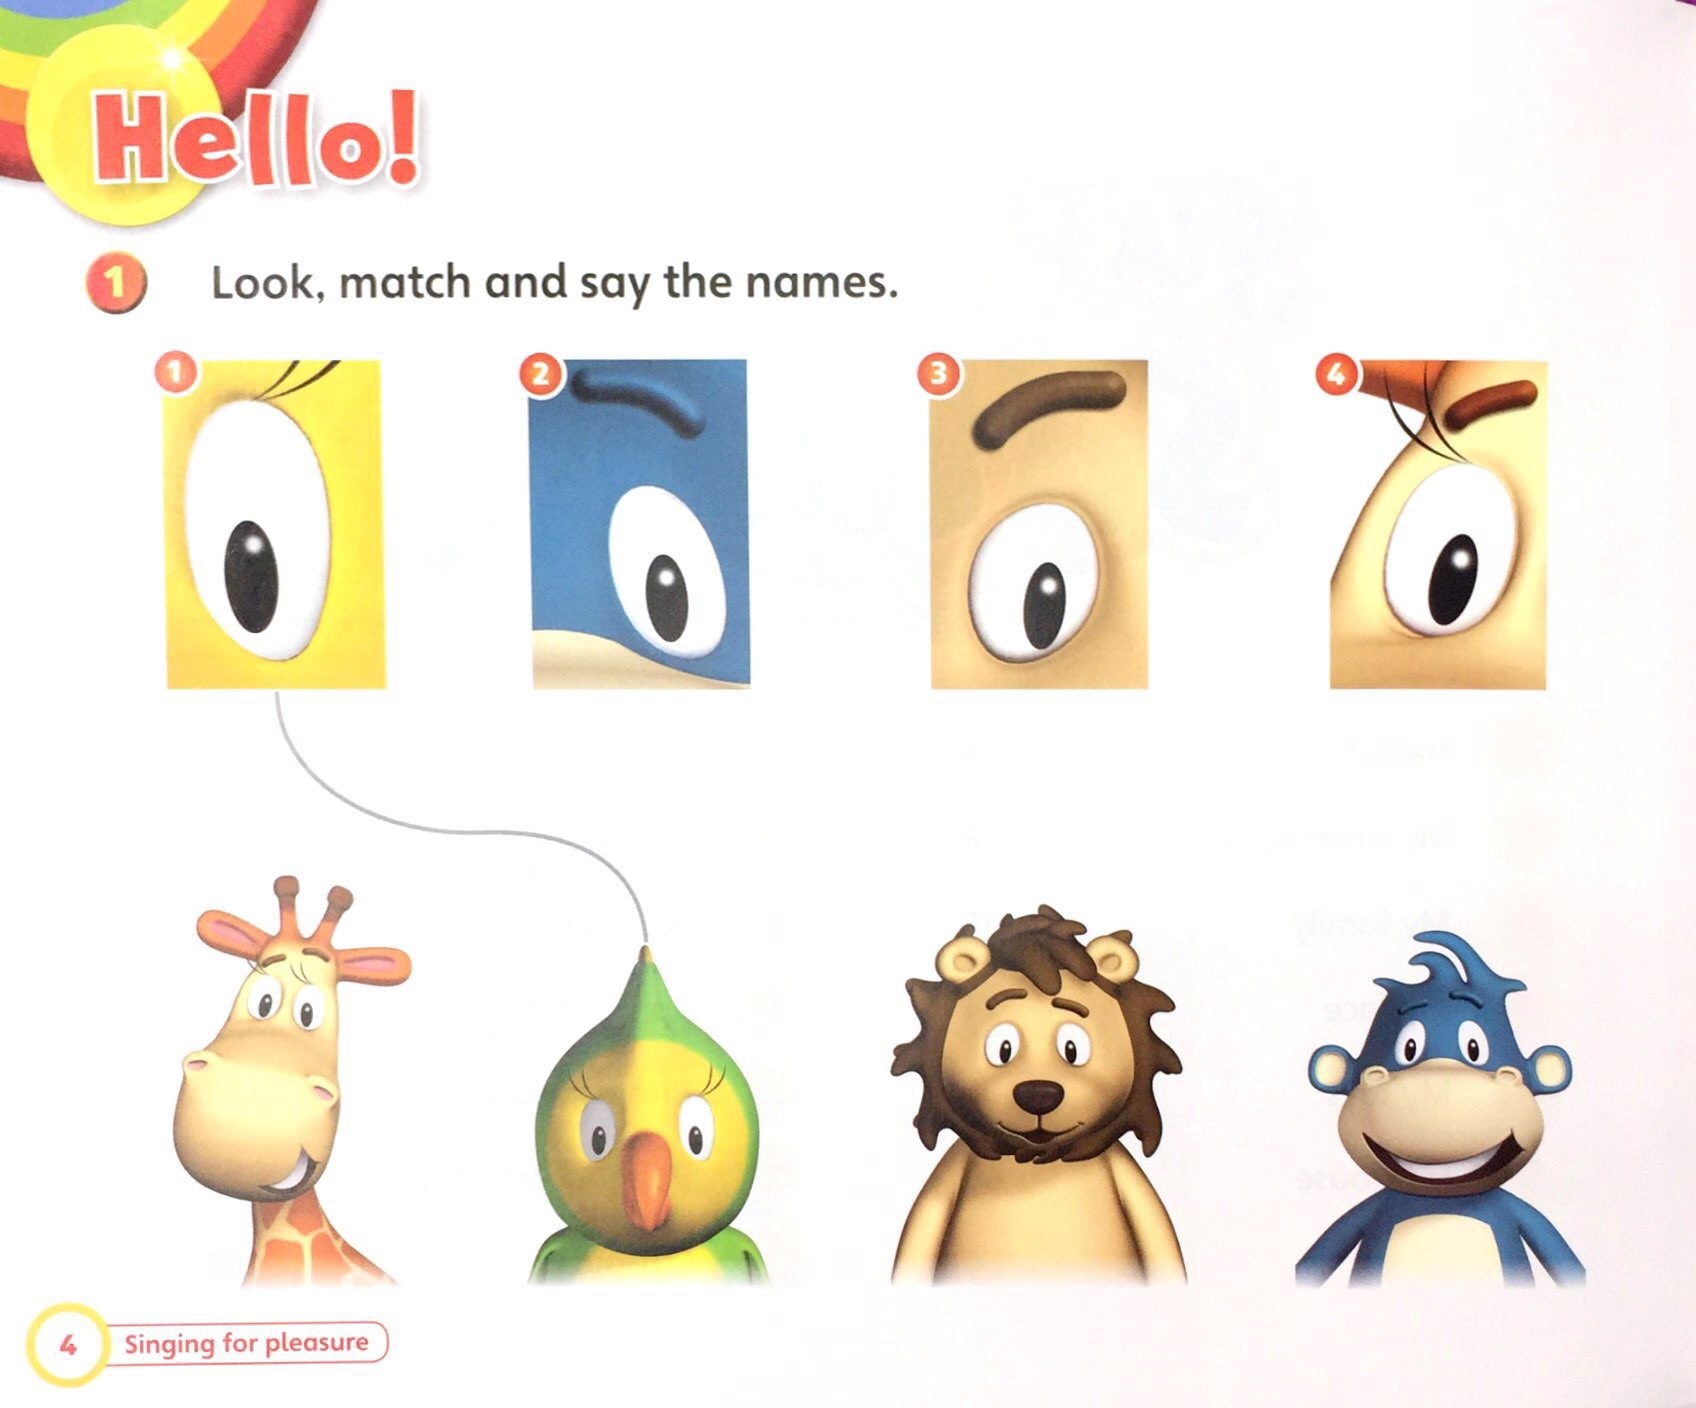 Hello!
1 Look, match and say the names.
1 2 3 4
4 Singing for pleasure